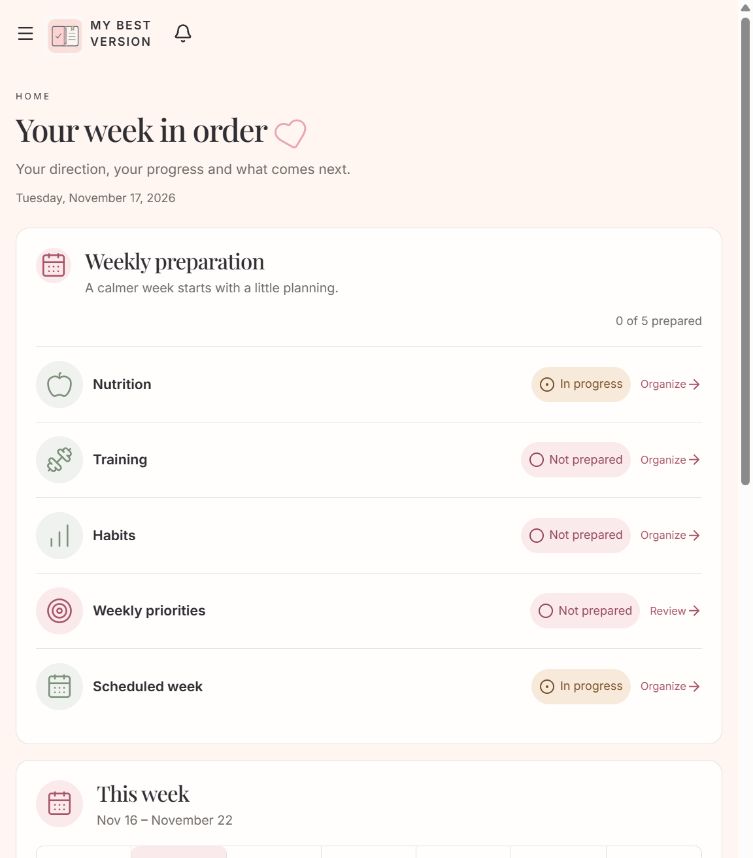 MY BEST
VERSION
HOME
Your week in order
Your direction, your progress and what comes next.
Tuesday, November 17, 2026
Weekly preparation
A calmer week starts with a little planning.
0 of 5 prepared
Nutrition
In progress
Organize
Training
Not prepared
Organize
Habits
Not prepared
Organize
Weekly priorities
Not prepared
Review
Scheduled week
In progress
Organize
This week
Nov 16 – November 22